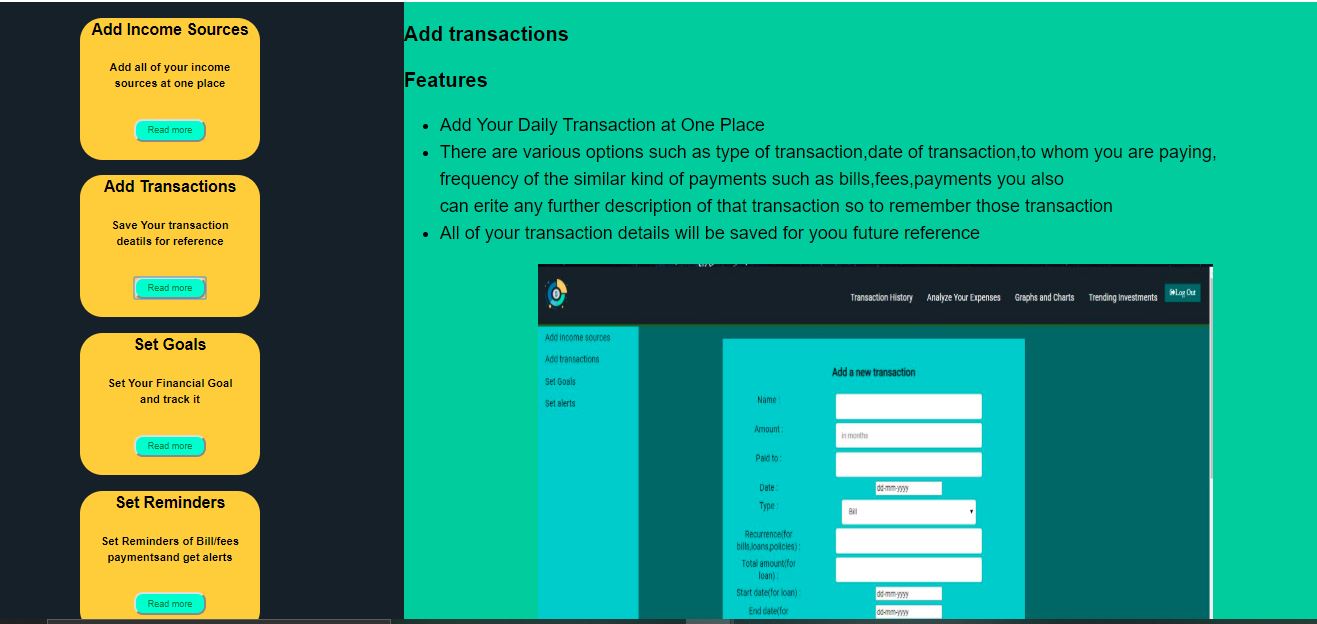 Add Income Sources
Add all of your income
sources at one place
Read more
Add Transactions
Save Your transaction
deatils for reference
Read more
Set Goals
Set Your Financial Goal
and track it
Read more
Set Reminders
Set Reminders of Bill/fees
paymentsand get alerts
Read more
Add transactions
Features
• Add Your Daily Transaction at One Place
• There are various options such as type of transaction,date of transaction,to whom you are paying,
frequency of the similar kind of payments such as bills,fees,payments you also
can erite any further description of that transaction so to remember those transaction
• All of your transaction details will be saved for yoou future reference
Transaction History Analyze Your Expenses Graphs and Charts Trending Investments Log Out
Add income sources
Add transactions
Set Goals
Set alerts
Add a new transaction
Name :
Amount : in months
Paid to :
Date : dd-mm-yyyy
Type : Bill
Recurrence(for
bills,loans,policies) :
Total amount(for
loan) :
Start date(for loan) : dd-mm-yyyy
End date(for dd-mm-yyyy